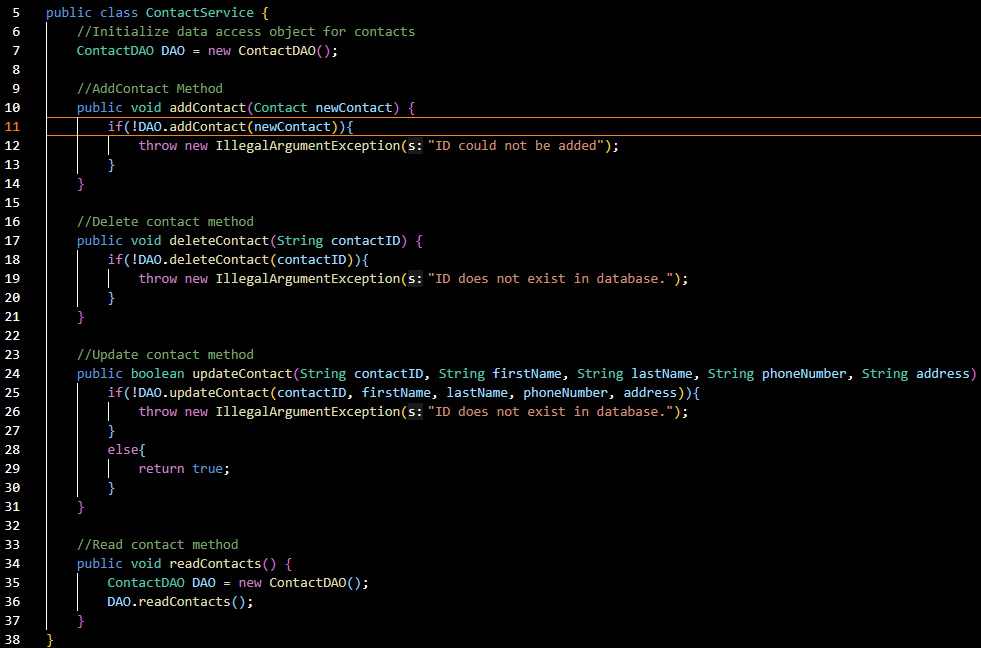 5 public class ContactService {
6 //Initialize data access object for contacts
7 ContactDAO DAO = new ContactDAO();
8
9 //AddContact Method
10 public void addContact(Contact newContact) {
11 if(!DAO.addContact(newContact)){
12 throw new IllegalArgumentException(s: "ID could not be added");
13 }
14 }
15
16 //Delete contact method
17 public void deleteContact(String contactID) {
18 if(!DAO.deleteContact(contactID)){
19 throw new IllegalArgumentException(s: "ID does not exist in database.");
20 }
21 }
22
23 //Update contact method
24 public boolean updateContact(String contactID, String firstName, String lastName, String phoneNumber, String address)
25 if(!DAO.updateContact(contactID, firstName, lastName, phoneNumber, address)){
26 throw new IllegalArgumentException(s: "ID does not exist in database.");
27 }
28 else{
29 return true;
30 }
31 }
32
33 //Read contact method
34 public void readContacts() {
35 ContactDAO DAO = new ContactDAO();
36 DAO.readContacts();
37 }
38 }